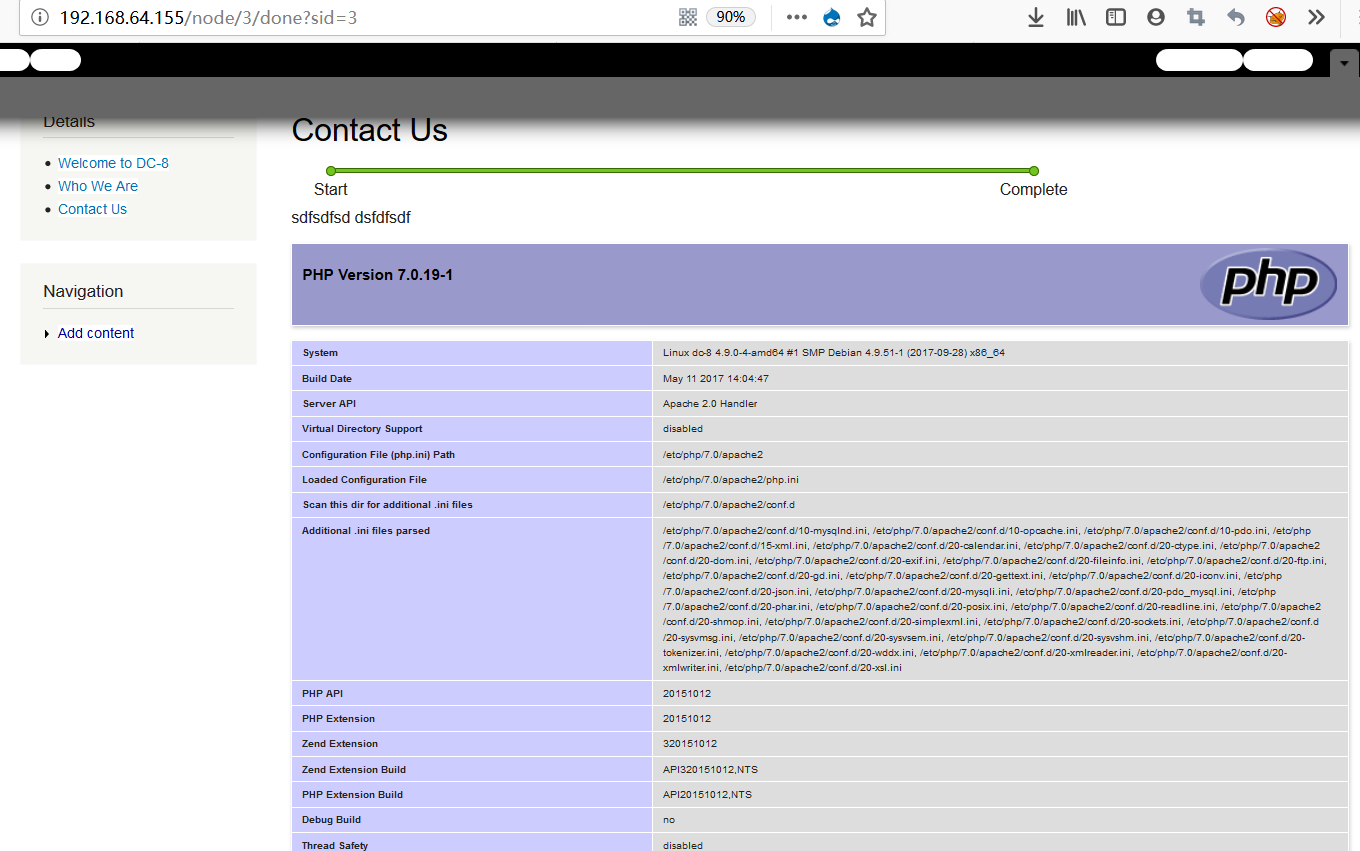 192.168.64.155/node/3/done?sid=3
90%
Details
Welcome to DC-8
Who We Are
Contact Us
Navigation
Add content
Contact Us
Start
Complete
sdfsdfsd dsfdfsdf
PHP Version 7.0.19-1
php
System
Linux dc-8 4.9.0-4-amd64 #1 SMP Debian 4.9.51-1 (2017-09-28) x86_64
Build Date
May 11 2017 14:04:47
Server API
Apache 2.0 Handler
Virtual Directory Support
disabled
Configuration File (php.ini) Path
/etc/php/7.0/apache2
Loaded Configuration File
/etc/php/7.0/apache2/php.ini
Scan this dir for additional .ini files
/etc/php/7.0/apache2/conf.d
Additional .ini files parsed
/etc/php/7.0/apache2/conf.d/10-mysqlnd.ini, /etc/php/7.0/apache2/conf.d/10-opcache.ini, /etc/php/7.0/apache2/conf.d/10-pdo.ini, /etc/php
/7.0/apache2/conf.d/15-xml.ini, /etc/php/7.0/apache2/conf.d/20-calendar.ini, /etc/php/7.0/apache2/conf.d/20-ctype.ini, /etc/php/7.0/apache2
/conf.d/20-dom.ini, /etc/php/7.0/apache2/conf.d/20-exif.ini, /etc/php/7.0/apache2/conf.d/20-fileinfo.ini, /etc/php/7.0/apache2/conf.d/20-ftp.ini,
/etc/php/7.0/apache2/conf.d/20-gd.ini, /etc/php/7.0/apache2/conf.d/20-gettext.ini, /etc/php/7.0/apache2/conf.d/20-iconv.ini, /etc/php
/7.0/apache2/conf.d/20-json.ini, /etc/php/7.0/apache2/conf.d/20-mysqli.ini, /etc/php/7.0/apache2/conf.d/20-pdo_mysql.ini, /etc/php
/7.0/apache2/conf.d/20-phar.ini, /etc/php/7.0/apache2/conf.d/20-posix.ini, /etc/php/7.0/apache2/conf.d/20-readline.ini, /etc/php/7.0/apache2
/conf.d/20-shmop.ini, /etc/php/7.0/apache2/conf.d/20-simplexml.ini, /etc/php/7.0/apache2/conf.d/20-sockets.ini, /etc/php/7.0/apache2/conf.d
/20-sysvmsg.ini, /etc/php/7.0/apache2/conf.d/20-sysvsem.ini, /etc/php/7.0/apache2/conf.d/20-sysvshm.ini, /etc/php/7.0/apache2/conf.d/20-
tokenizer.ini, /etc/php/7.0/apache2/conf.d/20-wddx.ini, /etc/php/7.0/apache2/conf.d/20-xmlreader.ini, /etc/php/7.0/apache2/conf.d/20-
xmlwriter.ini, /etc/php/7.0/apache2/conf.d/20-xsl.ini
PHP API
20151012
PHP Extension
20151012
Zend Extension
320151012
Zend Extension Build
API320151012,NTS
PHP Extension Build
API20151012,NTS
Debug Build
no
Thread Safety
disabled